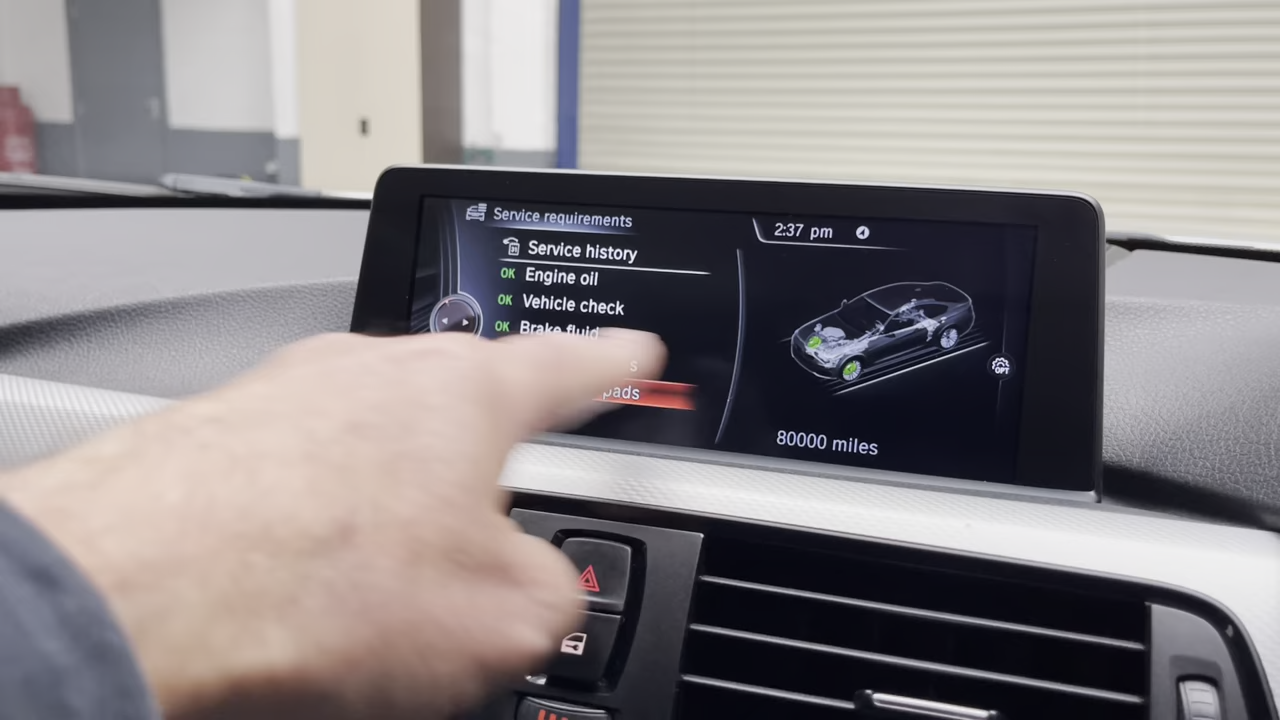 Service requirements
2:37 pm
Service history
OK Engine oil
OK Vehicle check
OK Brake fluid
s
pads
OPT
80000 miles